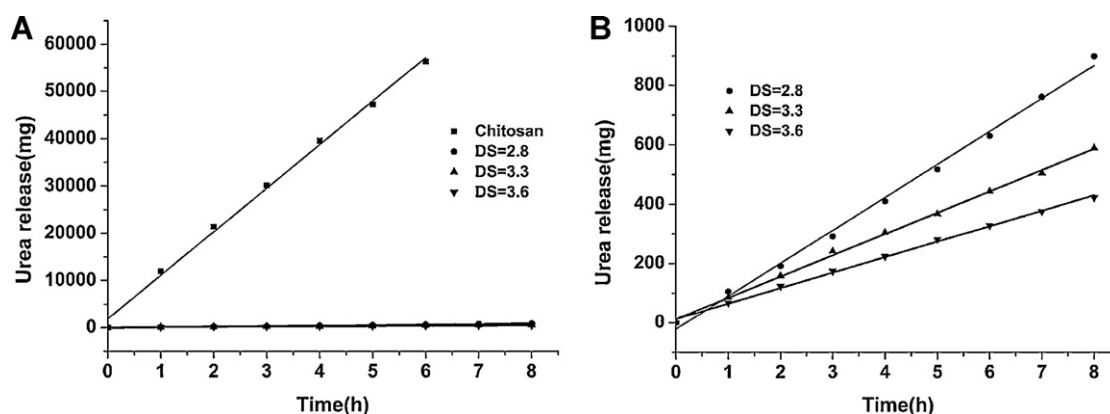 A
Urea release(mg)
60000
50000
40000
30000
20000
10000
0
Chitosan
DS=2.8
DS=3.3
DS=3.6
0 1 2 3 4 5 6 7 8
Time(h)
B
Urea release(mg)
1000
800
600
400
200
0
DS=2.8
DS=3.3
DS=3.6
0 1 2 3 4 5 6 7 8
Time(h)